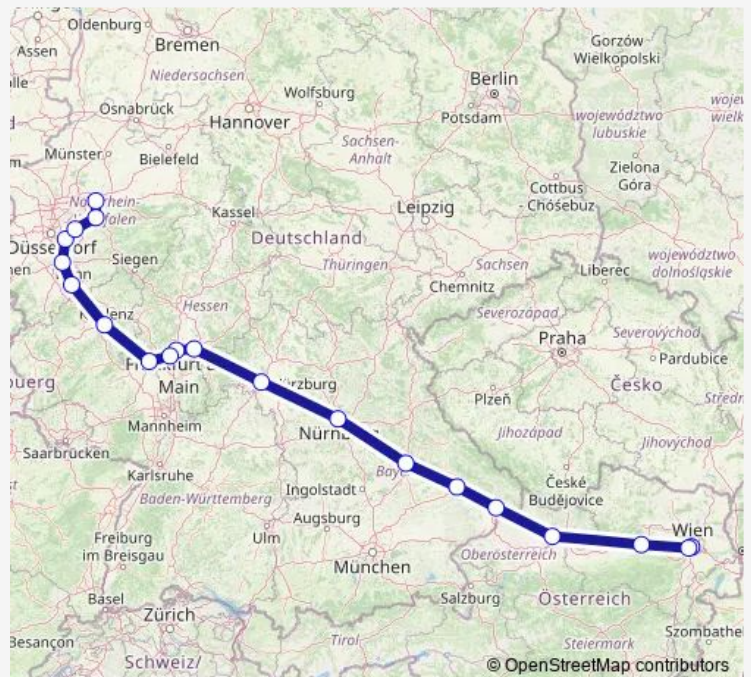 Oldenburg
Assen
Bremen
Niedersachsen
Wolfsburg
Berlin
Gorzów
Wielkopolski
Osnabrück
Hannover
Potsdam
województwo
lubuskie
Münster
Bielefeld
Sachsen-
Anhalt
Zielona
Góra
Cottbus
- Chóśebuz
Kassel
Leipzig
Deutschland
Siegen
Thüringen
Sachsen
Chemnitz
Liberec
województwo
dolnośląskie
Hessen
Severozápad
Severovýchod
Praha
Pardubice
Main
Plzeň
Česko
Mannheim
Jihozápad
Jihovýchod
Saarbrücken
Karlsruhe
Baden-Württemberg
Ingolstadt
České
Budějovice
Augsburg
Ulm
Freiburg
im Breisgau
München
Wien
Oberösterreich
Basel
Salzburg
Österreich
Zürich
Besançon
Tirol
Steiermark
Szombathe
Schweiz/
© OpenStreetMap contributors